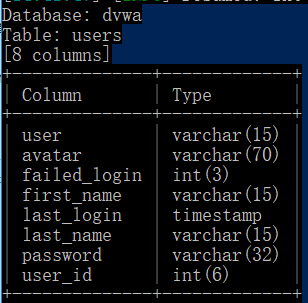 Database: dvwa
Table: users
[8 columns]
+--------------+-------------+
| Column       | Type        |
+--------------+-------------+
| user         | varchar(15) |
| avatar       | varchar(70) |
| failed_login | int(3)      |
| first_name   | varchar(15) |
| last_login   | timestamp   |
| last_name    | varchar(15) |
| password     | varchar(32) |
| user_id      | int(6)      |
+--------------+-------------+